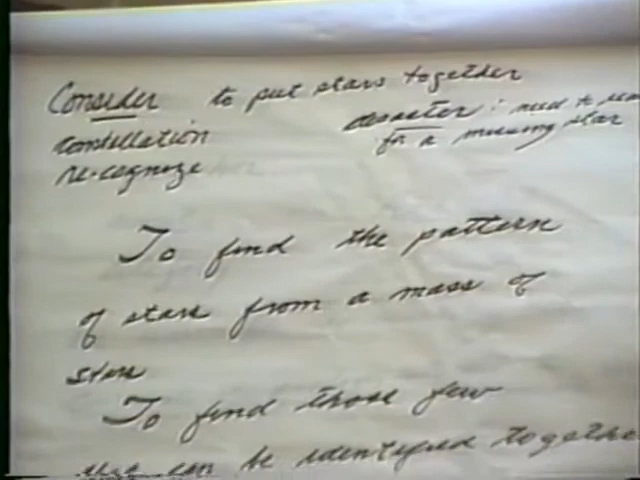 Consider to put stars together
disaster : need to
constellation for a missing star
re-cognize
To find the pattern
of stars from a mass of
stars
To find those few
that can be identified together